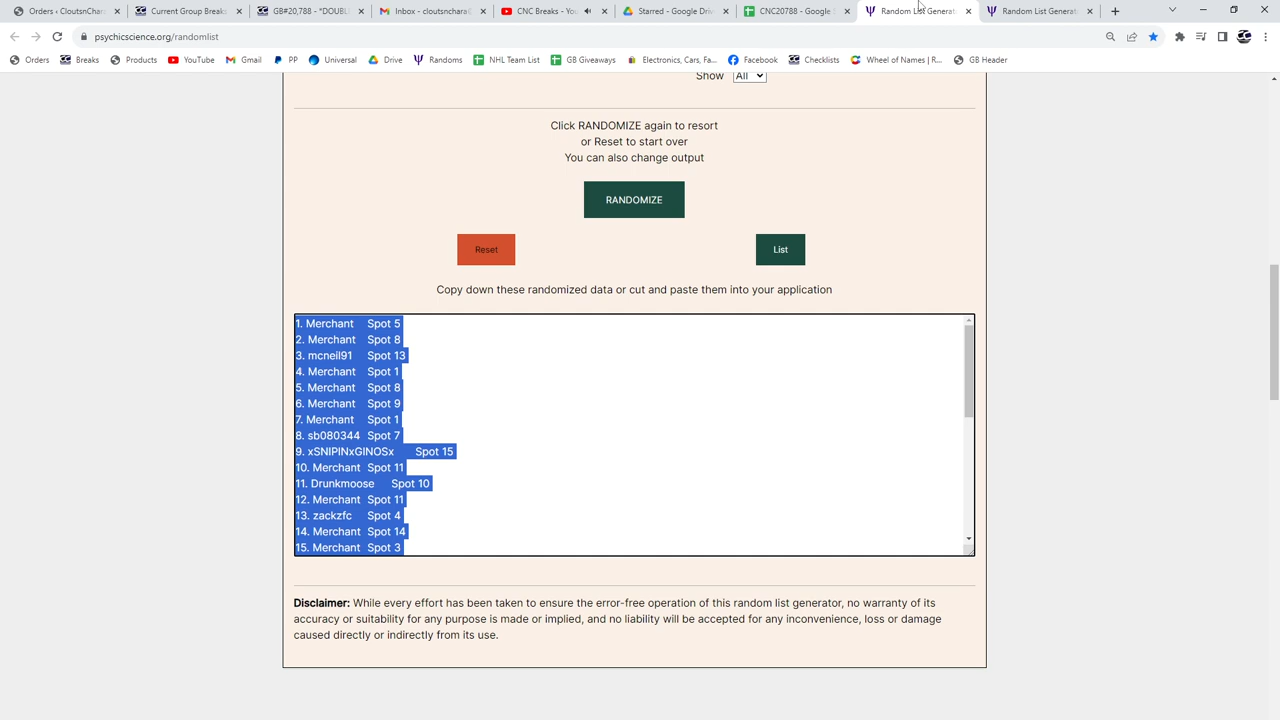 Orders ‹ CloutsnChar
Current Group Breaks
GB#20,788 - *DOUBL
Inbox - cloutsnchara
CNC Breaks - You
Starred - Google Driv
CNC20788 - Google
Random List Generat
Random List Generat
psychicscience.org/randomlist
Orders
Breaks
Products
YouTube
Gmail
PP
Universal
Drive
Randoms
NHL Team List
GB Giveaways
Electronics, Cars, Fa...
Facebook
Checklists
Wheel of Names | R...
GB Header
Show All
Click RANDOMIZE again to resort
or Reset to start over
You can also change output
RANDOMIZE
Reset
List
Copy down these randomized data or cut and paste them into your application
1. Merchant Spot 5
2. Merchant Spot 8
3. mcneil91 Spot 13
4. Merchant Spot 1
5. Merchant Spot 8
6. Merchant Spot 9
7. Merchant Spot 1
8. sb080344 Spot 7
9. xSNIPINxGINOSx Spot 15
10. Merchant Spot 11
11. Drunkmoose Spot 10
12. Merchant Spot 11
13. zackzfc Spot 4
14. Merchant Spot 14
15. Merchant Spot 3
Disclaimer: While every effort has been taken to ensure the error-free operation of this random list generator, no warranty of its
accuracy or suitability for any purpose is made or implied, and no liability will be accepted for any inconvenience, loss or damage
caused directly or indirectly from its use.